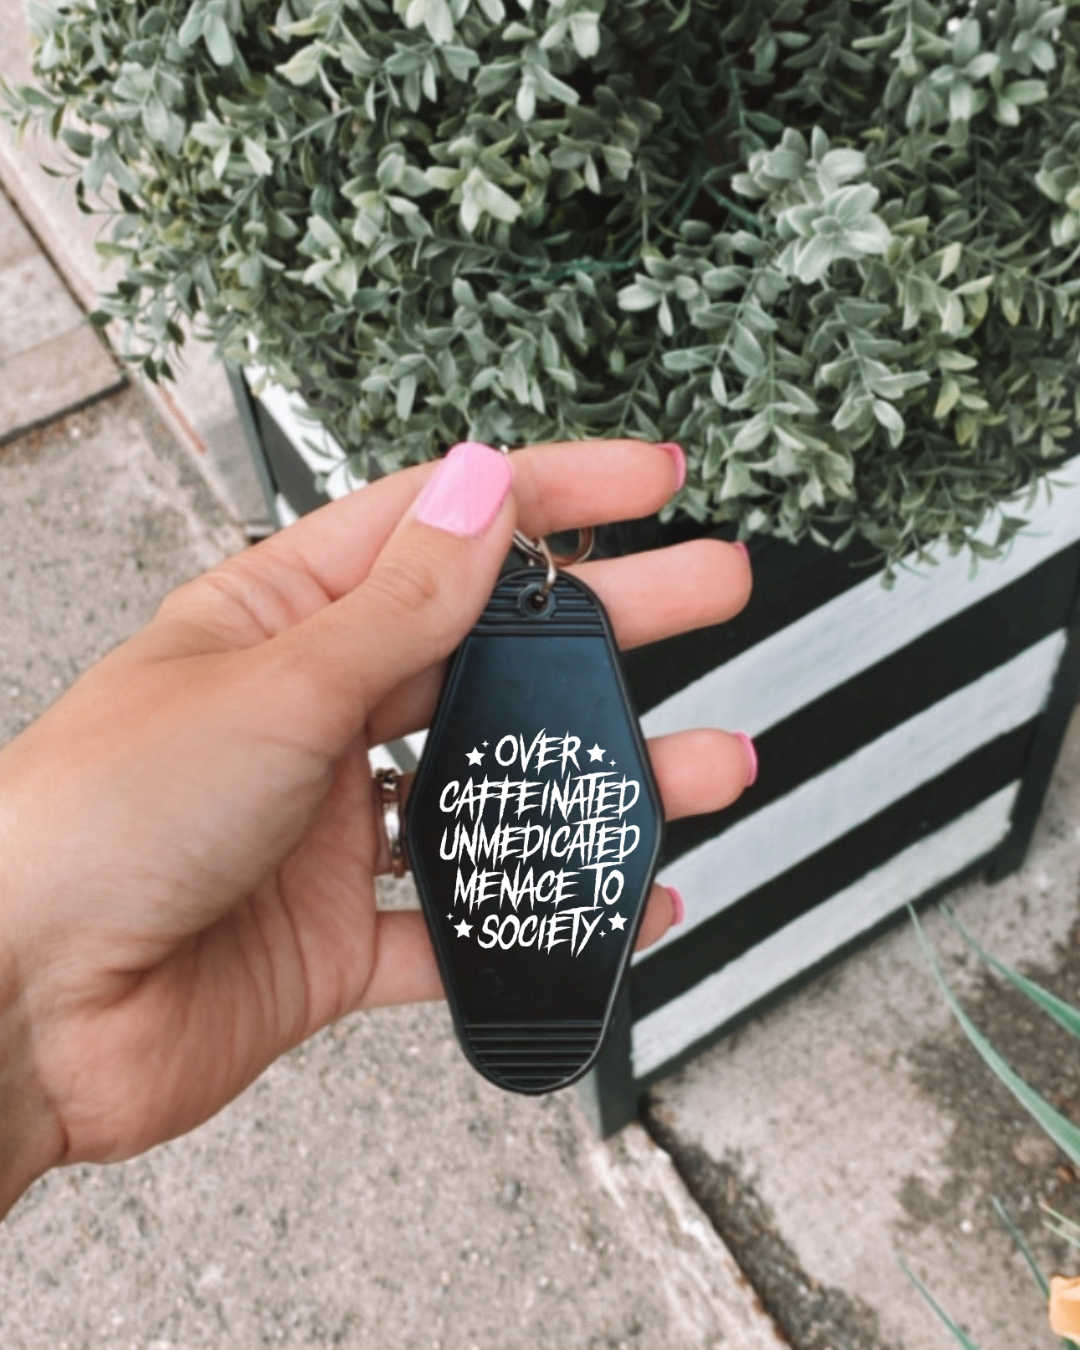 OVER
CAFFEINATED
UNMEDICATED
MENACE TO
SOCIETY